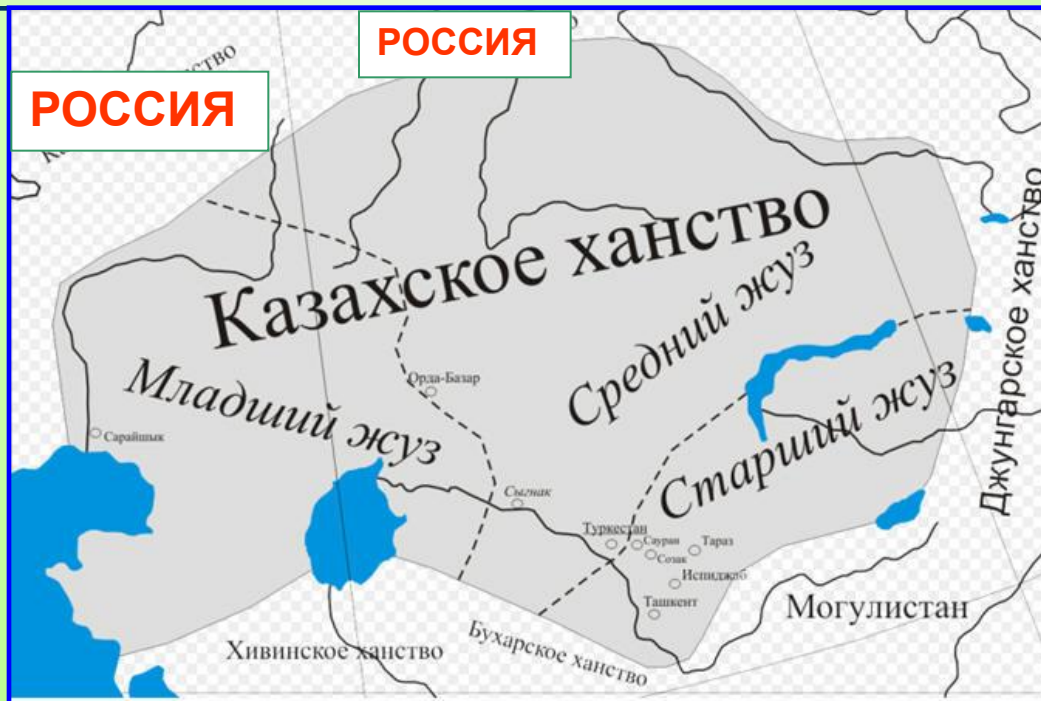 РОССИЯ
РОССИЯ
Казахское ханство
Младший жуз
Средний жуз
Старший жуз
Джунгарское ханство
Орда-Базар
Сарайшык
Сыгнак
Туркестан
Сауран
Созак
Тараз
Испиджаб
Ташкент
Могулистан
Хивинское ханство
Бухарское ханство